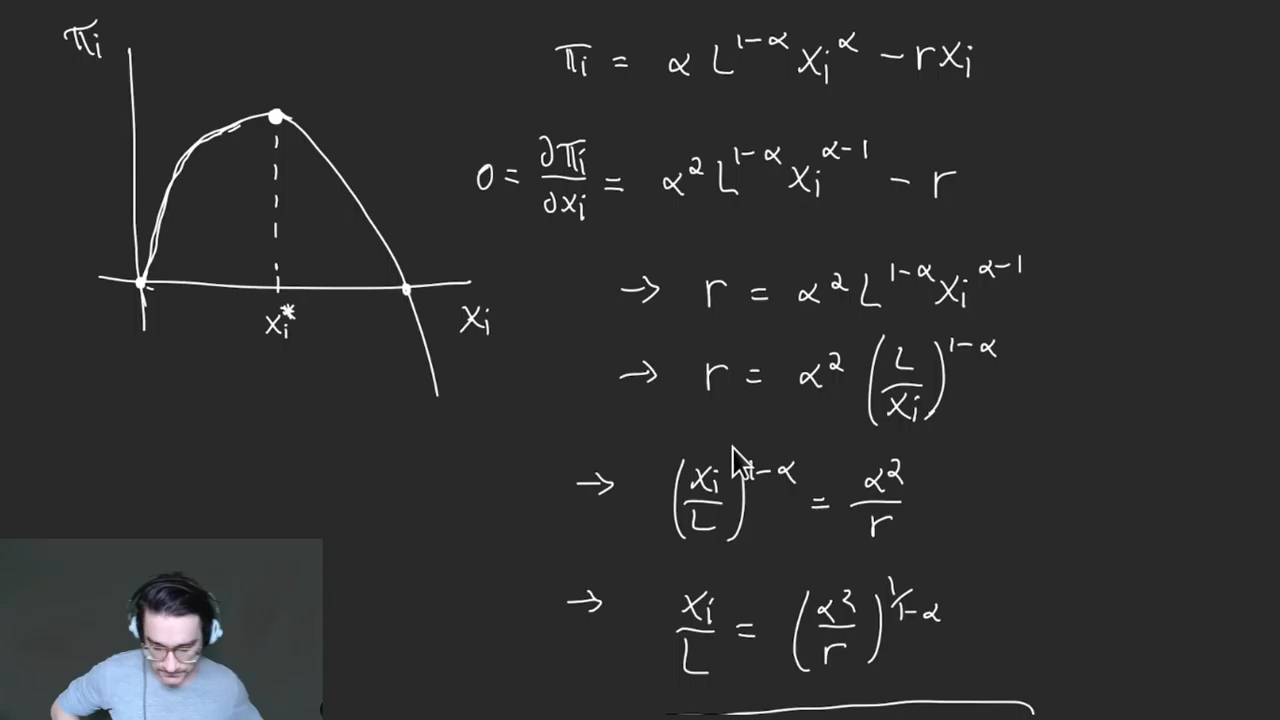 πi
xi*
xi
πi = α L^(1-α) xi^α - rxi
0 = ∂πi/∂xi = α² L^(1-α) xi^(α-1) - r
→ r = α² L^(1-α) xi^(α-1)
→ r = α² (L/xi)^(1-α)
→ (xi/L)^(1-α) = α²/r
→ xi/L = (α²/r)^(1/1-α)